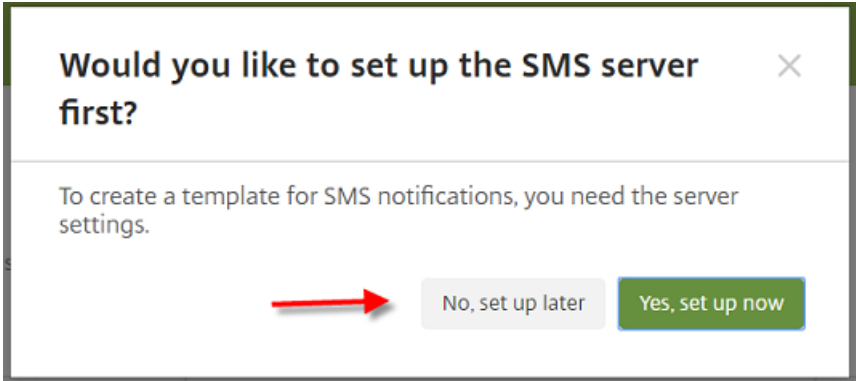 Would you like to set up the SMS server
first?
To create a template for SMS notifications, you need the server
settings.
No, set up later
Yes, set up now